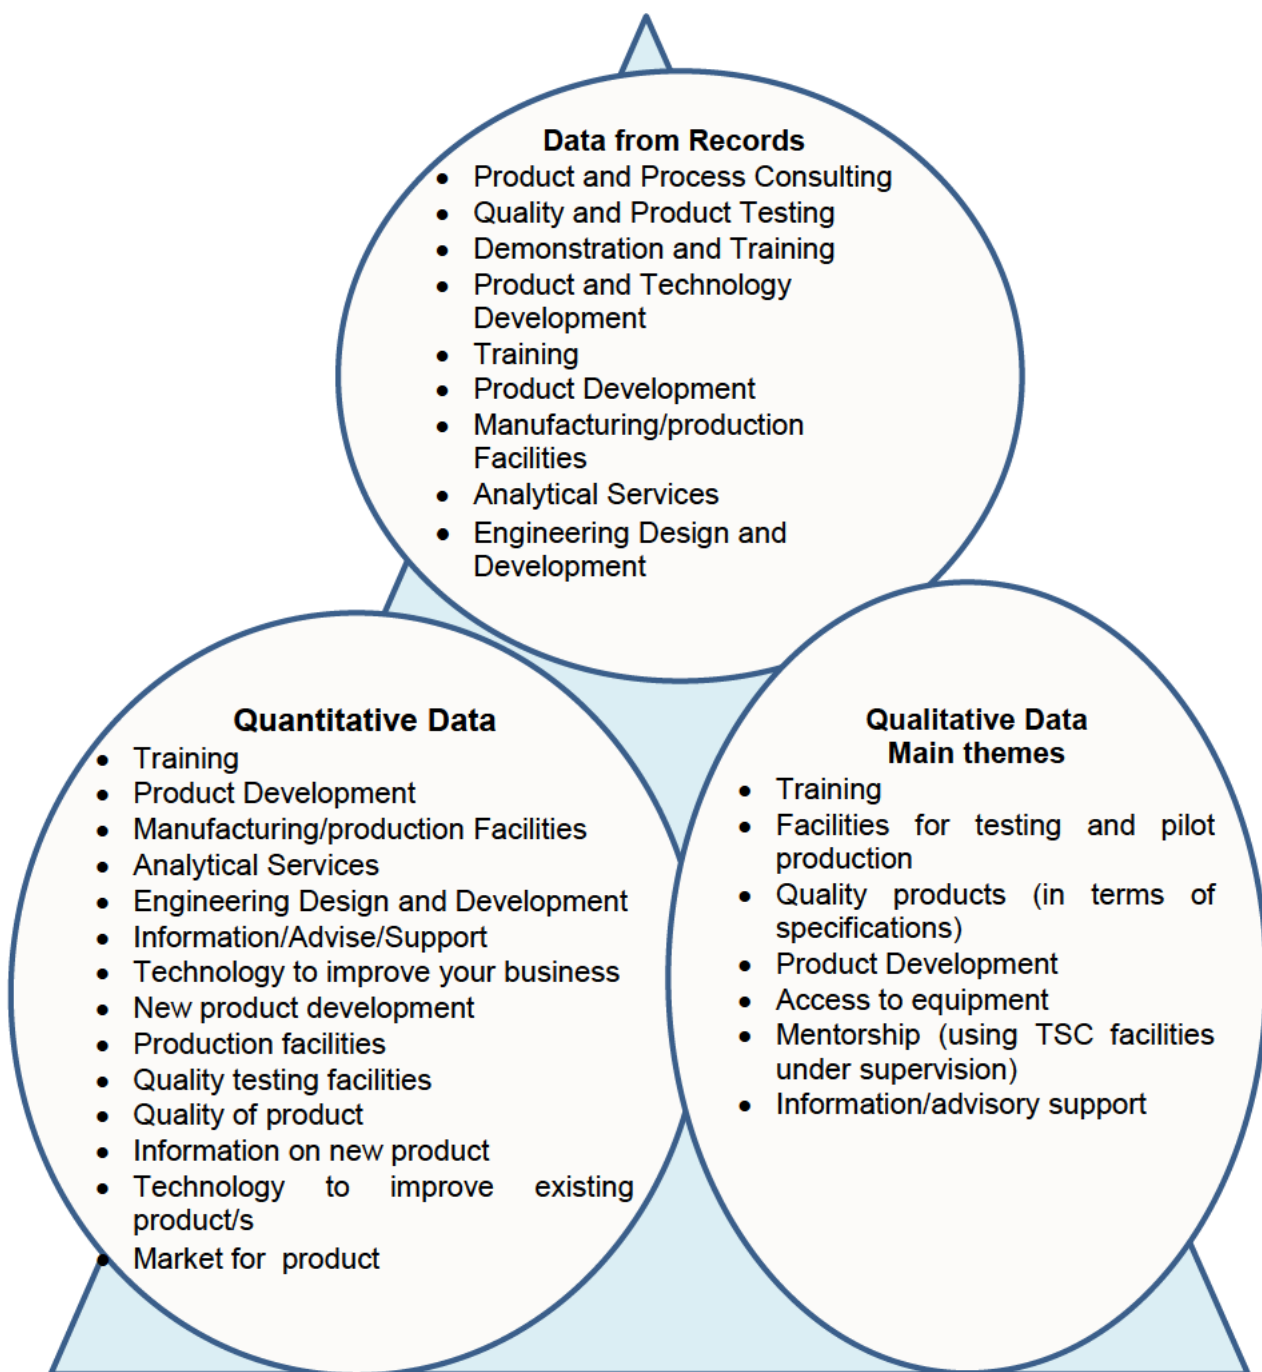 Data from Records
• Product and Process Consulting
• Quality and Product Testing
• Demonstration and Training
• Product and Technology
Development
• Training
• Product Development
• Manufacturing/production
Facilities
• Analytical Services
• Engineering Design and
Development
Quantitative Data
• Training
• Product Development
• Manufacturing/production Facilities
• Analytical Services
• Engineering Design and Development
• Information/Advise/Support
• Technology to improve your business
• New product development
• Production facilities
• Quality testing facilities
• Quality of product
• Information on new product
• Technology to improve existing
product/s
• Market for product
Qualitative Data
Main themes
• Training
• Facilities for testing and pilot
production
• Quality products (in terms of
specifications)
• Product Development
• Access to equipment
• Mentorship (using TSC facilities
under supervision)
• Information/advisory support